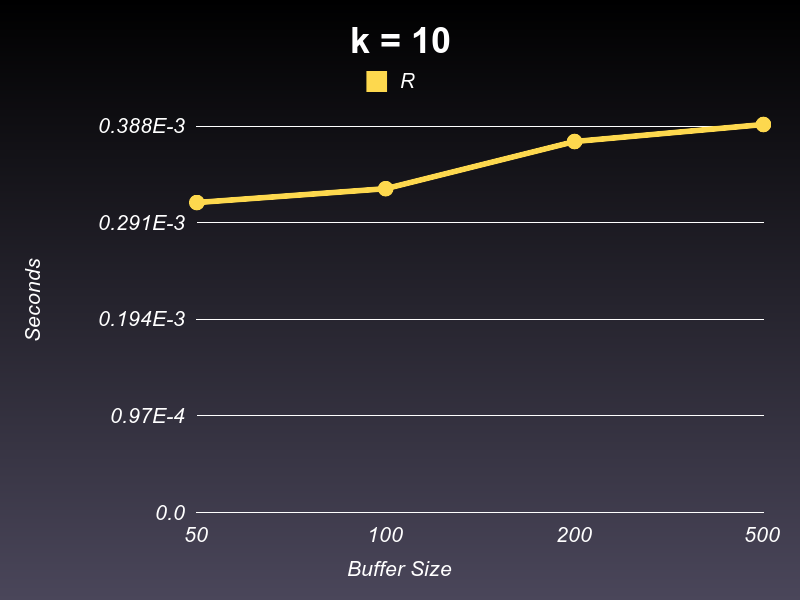 k = 10
R
0.388E-3
0.291E-3
0.194E-3
0.97E-4
0.0
Seconds
50 100 200 500
Buffer Size